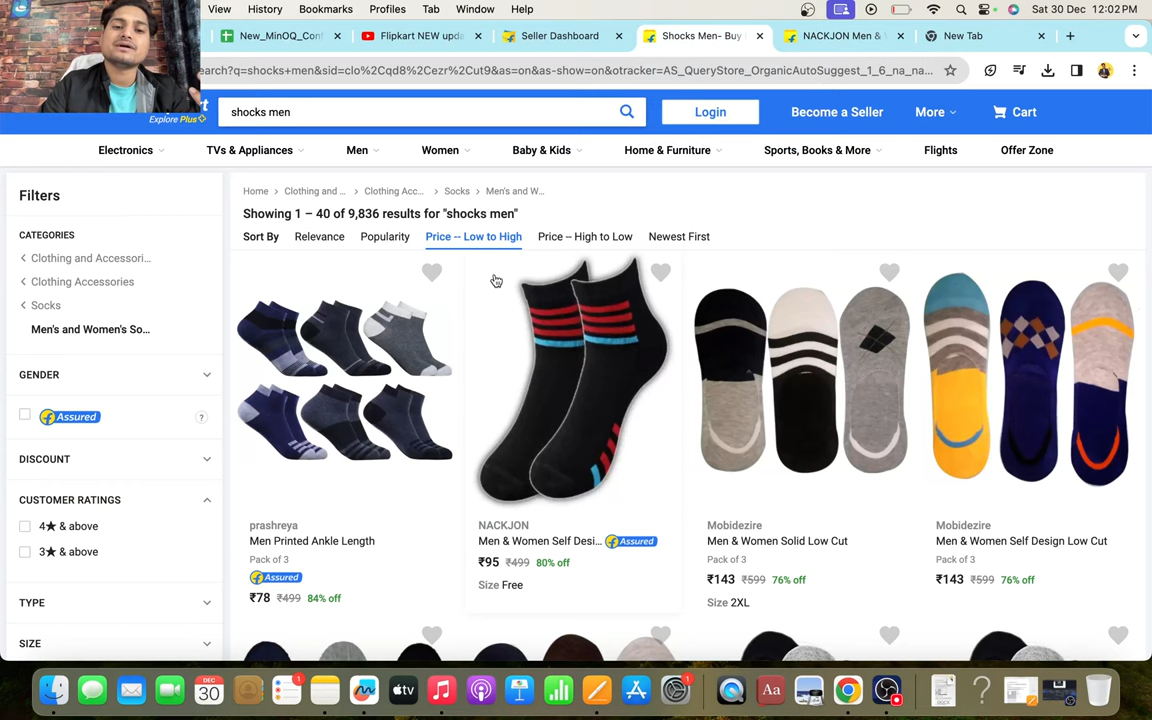 View History Bookmarks Profiles Tab Window Help
Sat 30 Dec 12:02 PM
New_MinOQ_Conf
Flipkart NEW upda
Seller Dashboard
Shocks Men- Buy
NACKJON Men &
New Tab
earch?q=shocks+men&sid=clo%2Cqd8%2Cezr%2Cut9&as=on&as-show=on&otracker=AS_QueryStore_OrganicAutoSuggest_1_6_na_na...
Explore Plus
shocks men
Login
Become a Seller
More
Cart
Electronics
TVs & Appliances
Men
Women
Baby & Kids
Home & Furniture
Sports, Books & More
Flights
Offer Zone
Filters
CATEGORIES
Clothing and Accessori...
Clothing Accessories
Socks
Men's and Women's So...
GENDER
Assured
?
DISCOUNT
CUSTOMER RATINGS
4★ & above
3★ & above
TYPE
SIZE
Home > Clothing and ... > Clothing Acc... > Socks > Men's and W...
Showing 1 – 40 of 9,836 results for "shocks men"
Sort By Relevance Popularity Price -- Low to High Price -- High to Low Newest First
prashreya
Men Printed Ankle Length
Pack of 3
Assured
₹78 ₹499 84% off
NACKJON
Men & Women Self Desi... Assured
₹95 ₹499 80% off
Size Free
Mobidezire
Men & Women Solid Low Cut
Pack of 3
₹143 ₹599 76% off
Size 2XL
Mobidezire
Men & Women Self Design Low Cut
Pack of 3
₹143 ₹599 76% off
DEC
30
1
tv
Aa
1